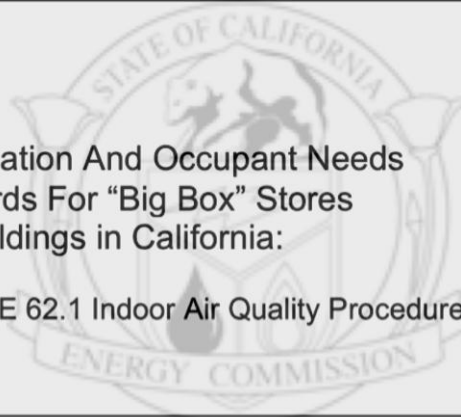 STATE OF CALIFORNIA
ation And Occupant Needs
rds For “Big Box” Stores
ldings in California:
E 62.1 Indoor Air Quality Procedure
ENERGY COMMISSION